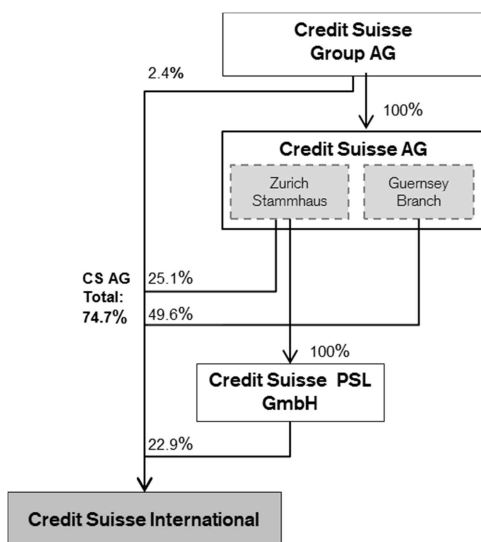 Credit Suisse
Group AG
2.4%
100%
Credit Suisse AG
Zurich
Stammhaus
Guernsey
Branch
CS AG
Total:
74.7%
25.1%
49.6%
100%
Credit Suisse PSL
GmbH
22.9%
Credit Suisse International